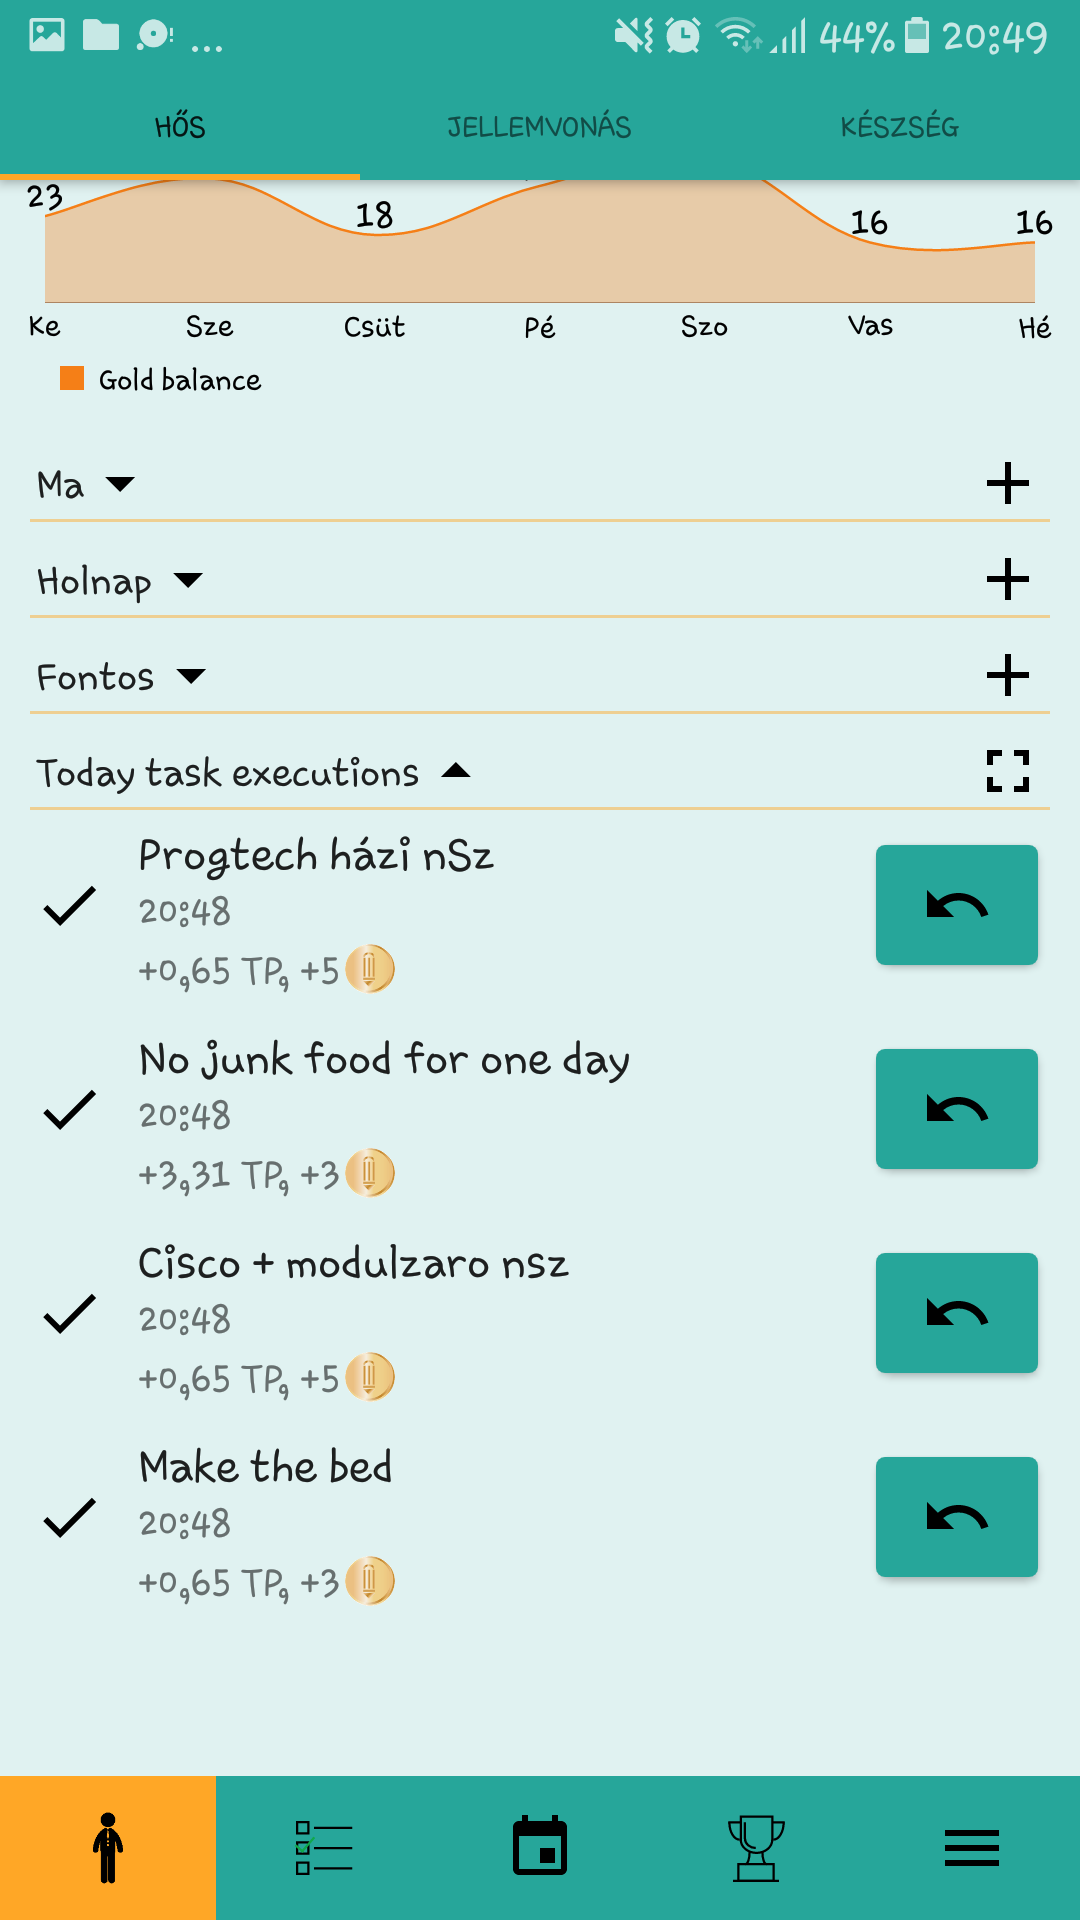 44% 20:49
HŐS JELLEMVONÁS KÉSZSÉG
23 18 16 16
Ke Sze Csüt Pé Szo Vas Hé
Gold balance
Ma
Holnap
Fontos
Today task executions
Progtech házi nSz
20:48
+0,65 TP, +5
No junk food for one day
20:48
+3,31 TP, +3
Cisco + modulzaro nsz
20:48
+0,65 TP, +5
Make the bed
20:48
+0,65 TP, +3